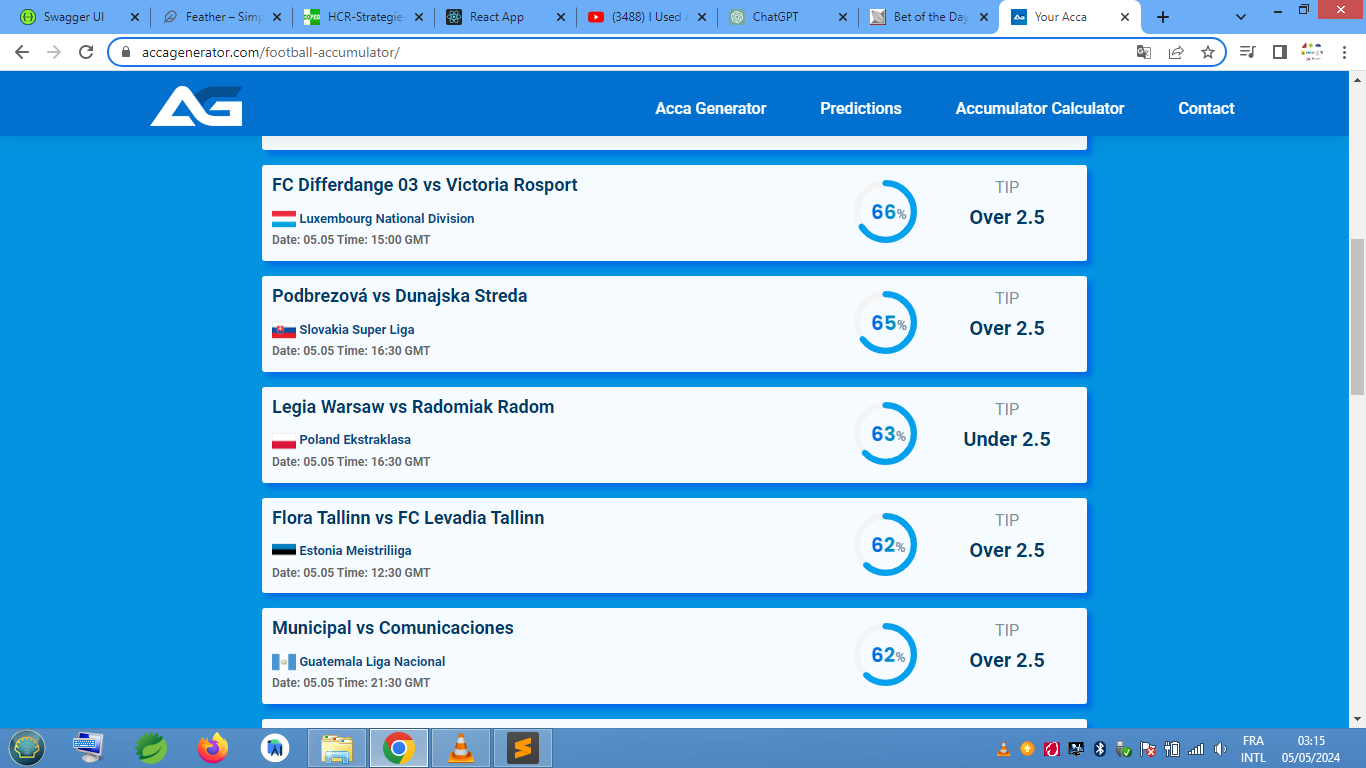 Swagger UI
Feather – Simp
HCR-Strategie
React App
(3488) I Used A
ChatGPT
Bet of the Day
Your Acca
accagenerator.com/football-accumulator/
AG
Acca Generator
Predictions
Accumulator Calculator
Contact
FC Differdange 03 vs Victoria Rosport
Luxembourg National Division
Date: 05.05 Time: 15:00 GMT
66%
TIP
Over 2.5
Podbrezová vs Dunajska Streda
Slovakia Super Liga
Date: 05.05 Time: 16:30 GMT
65%
TIP
Over 2.5
Legia Warsaw vs Radomiak Radom
Poland Ekstraklasa
Date: 05.05 Time: 16:30 GMT
63%
TIP
Under 2.5
Flora Tallinn vs FC Levadia Tallinn
Estonia Meistriliiga
Date: 05.05 Time: 12:30 GMT
62%
TIP
Over 2.5
Municipal vs Comunicaciones
Guatemala Liga Nacional
Date: 05.05 Time: 21:30 GMT
62%
TIP
Over 2.5
FRA
INTL
03:15
05/05/2024